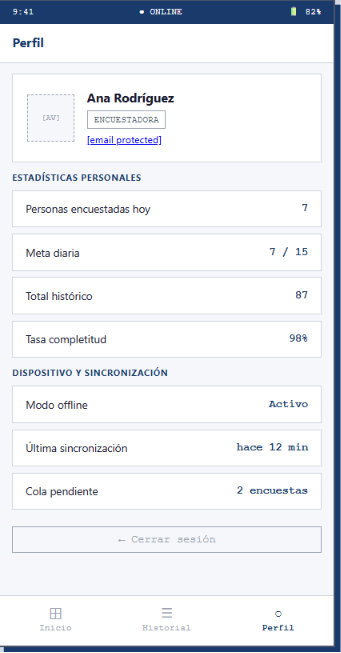 9:41 ● ONLINE 82%
Perfil
[AV]
Ana Rodríguez
ENCUESTADORA
[email protected]
ESTADÍSTICAS PERSONALES
Personas encuestadas hoy 7
Meta diaria 7 / 15
Total histórico 87
Tasa completitud 98%
DISPOSITIVO Y SINCRONIZACIÓN
Modo offline Activo
Última sincronización hace 12 min
Cola pendiente 2 encuestas
← Cerrar sesión
Inicio Historial Perfil